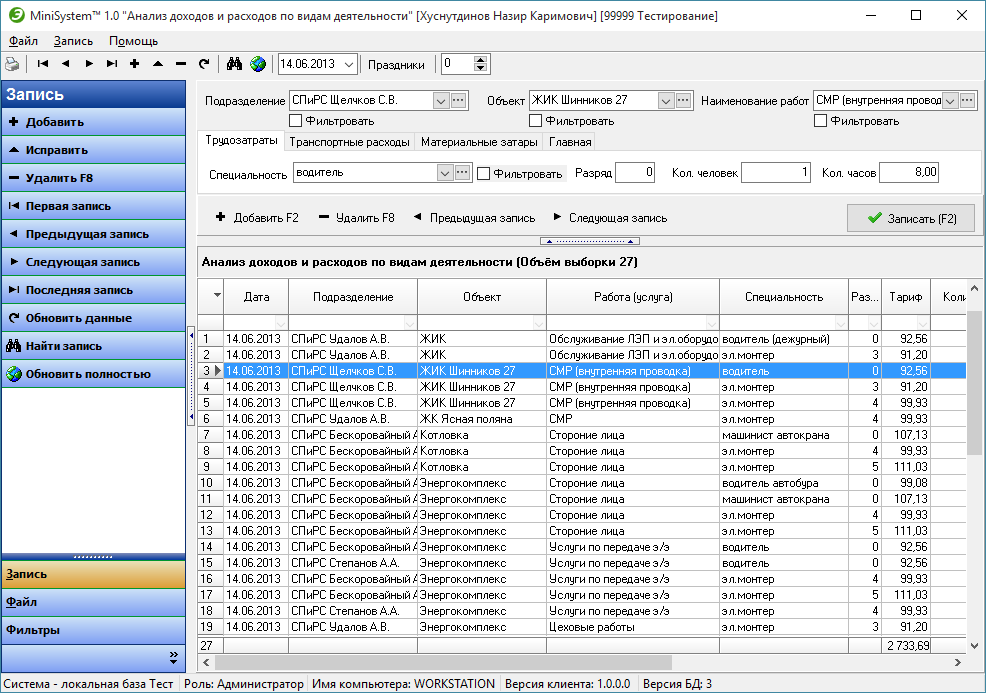 MiniSystem™ 1.0 "Анализ доходов и расходов по видам деятельности" [Хуснутдинов Назир Каримович] [99999 Тестирование]
Файл Запись Помощь
14.06.2013 Праздники 0
Запись
Добавить
Исправить
Удалить F8
Первая запись
Предыдущая запись
Следующая запись
Последняя запись
Обновить данные
Найти запись
Обновить полностью
Запись
Файл
Фильтры
Подразделение СПиРС Щелчков С.В. Объект ЖИК Шинников 27 Наименование работ СМР (внутренняя провод
Фильтровать Фильтровать Фильтровать
Трудозатраты Транспортные расходы Материальные затары Главная
Специальность водитель Фильтровать Разряд 0 Кол. человек 1 Кол. часов 8,00
Добавить F2 Удалить F8 Предыдущая запись Следующая запись Записать (F2)
Анализ доходов и расходов по видам деятельности (Объём выборки 27)
Дата Подразделение Объект Работа (услуга) Специальность Раз... Тариф Коли
1 14.06.2013 СПиРС Удалов А.В. ЖИК Обслуживание ЛЭП и эл.оборудо водитель (дежурный) 0 92,56
2 14.06.2013 СПиРС Удалов А.В. ЖИК Обслуживание ЛЭП и эл.оборудо эл.монтер 3 91,20
3 14.06.2013 СПиРС Щелчков С.В. ЖИК Шинников 27 СМР (внутренняя проводка) водитель 0 92,56
4 14.06.2013 СПиРС Щелчков С.В. ЖИК Шинников 27 СМР (внутренняя проводка) эл.монтер 3 91,20
5 14.06.2013 СПиРС Щелчков С.В. ЖИК Шинников 27 СМР (внутренняя проводка) эл.монтер 4 99,93
6 14.06.2013 СПиРС Удалов А.В. ЖК Ясная поляна СМР эл.монтер 4 99,93
7 14.06.2013 СПиРС Бескоровайный А Котловка Стороние лица машинист автокрана 0 107,13
8 14.06.2013 СПиРС Бескоровайный А Котловка Стороние лица эл.монтер 4 99,93
9 14.06.2013 СПиРС Бескоровайный А Котловка Стороние лица эл.монтер 5 111,03
10 14.06.2013 СПиРС Бескоровайный А Энергокомплекс Стороние лица водитель автобура 0 99,08
11 14.06.2013 СПиРС Бескоровайный А Энергокомплекс Стороние лица машинист автокрана 0 107,13
12 14.06.2013 СПиРС Бескоровайный А Энергокомплекс Стороние лица эл.монтер 4 99,93
13 14.06.2013 СПиРС Бескоровайный А Энергокомплекс Стороние лица эл.монтер 5 111,03
14 14.06.2013 СПиРС Бескоровайный А Энергокомплекс Услуги по передаче э/э водитель 0 92,56
15 14.06.2013 СПиРС Степанов А.А. Энергокомплекс Услуги по передаче э/э водитель 0 92,56
16 14.06.2013 СПиРС Бескоровайный А Энергокомплекс Услуги по передаче э/э эл.монтер 4 99,93
17 14.06.2013 СПиРС Бескоровайный А Энергокомплекс Услуги по передаче э/э эл.монтер 5 111,03
18 14.06.2013 СПиРС Степанов А.А. Энергокомплекс Услуги по передаче э/э эл.монтер 4 99,93
19 14.06.2013 СПиРС Удалов А.В. Энергокомплекс Цеховые работы эл.монтер 3 91,20
27 2 733,69
Система - локальная база Тест Роль: Администратор Имя компьютера: WORKSTATION Версия клиента: 1.0.0.0 Версия БД: 3